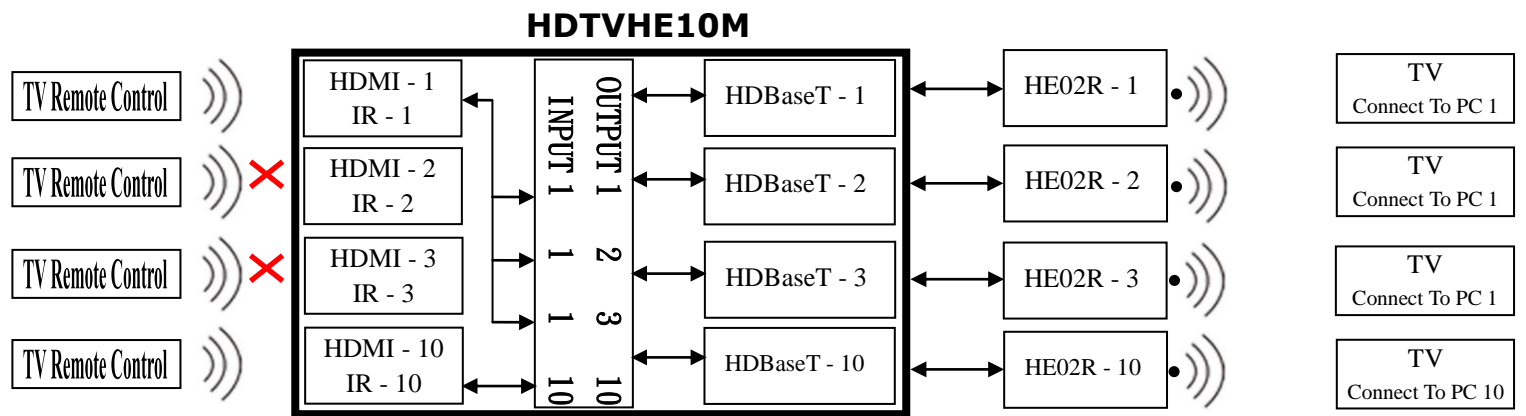 HDTVHE10M
TV Remote Control
HDMI - 1
IR - 1
HDBaseT - 1
HE02R - 1
TV
Connect To PC 1
TV Remote Control
HDMI - 2
IR - 2
HDBaseT - 2
HE02R - 2
TV
Connect To PC 1
TV Remote Control
HDMI - 3
IR - 3
HDBaseT - 3
HE02R - 3
TV
Connect To PC 1
TV Remote Control
HDMI - 10
IR - 10
HDBaseT - 10
HE02R - 10
TV
Connect To PC 10
OUTPUT 1 2 3 10
INPUT 1 1 1 10